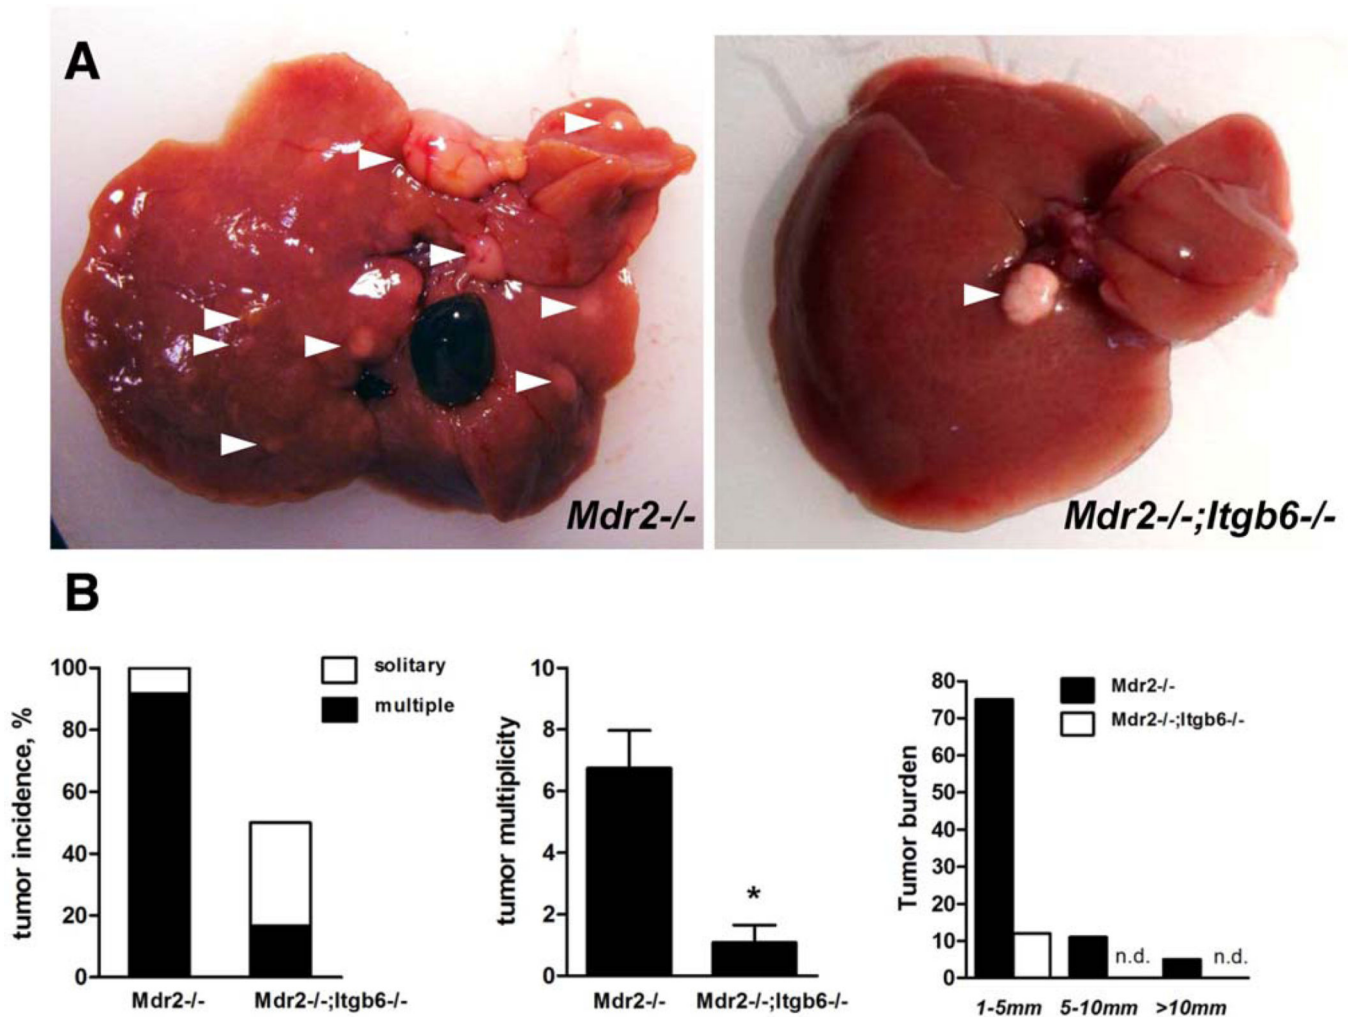 A
Mdr2-/-
Mdr2-/-;Itgb6-/-
B
tumor incidence, %
100
80
60
40
20
0
solitary
multiple
Mdr2-/-
Mdr2-/-;Itgb6-/-
tumor multiplicity
10
8
6
4
2
0
*
Mdr2-/-
Mdr2-/-;Itgb6-/-
Tumor burden
80
70
60
50
40
30
20
10
0
Mdr2-/-
Mdr2-/-;Itgb6-/-
n.d.
n.d.
1-5mm 5-10mm >10mm